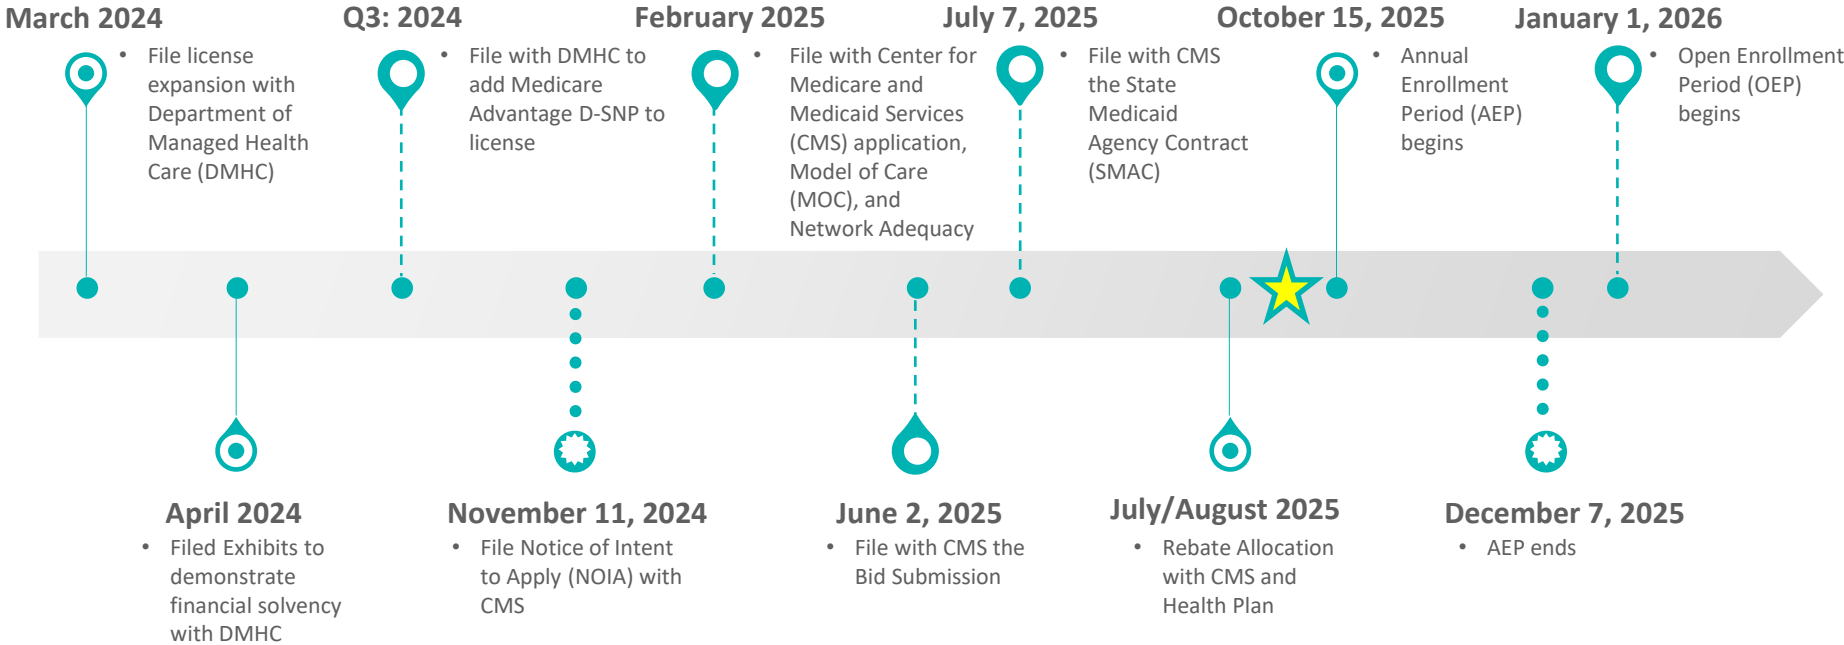 March 2024
• File license
expansion with
Department of
Managed Health
Care (DMHC)
Q3: 2024
• File with DMHC to
add Medicare
Advantage D-SNP to
license
February 2025
• File with Center for
Medicare and
Medicaid Services
(CMS) application,
Model of Care
(MOC), and
Network Adequacy
July 7, 2025
• File with CMS
the State
Medicaid
Agency Contract
(SMAC)
October 15, 2025
• Annual
Enrollment
Period (AEP)
begins
January 1, 2026
• Open Enrollment
Period (OEP)
begins
April 2024
• Filed Exhibits to
demonstrate
financial solvency
with DMHC
November 11, 2024
• File Notice of Intent
to Apply (NOIA) with
CMS
June 2, 2025
• File with CMS the
Bid Submission
July/August 2025
• Rebate Allocation
with CMS and
Health Plan
December 7, 2025
• AEP ends